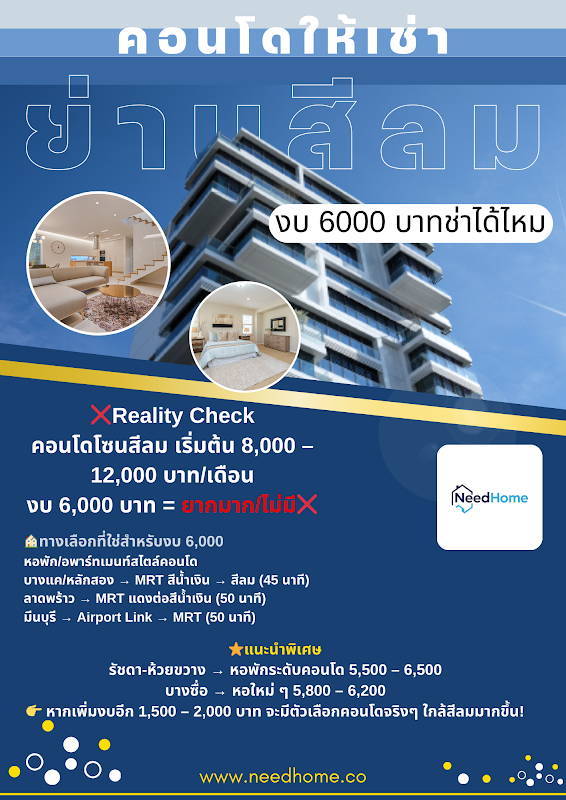 คอนโดให้เช่า
ย่านสีลม
งบ 6000 บาทช่าได้ไหม
❌Reality Check
คอนโดโซนสีลม เริ่มต้น 8,000 –
12,000 บาท/เดือน
งบ 6,000 บาท = ยากมาก/ไม่มี❌
NeedHome
🏠ทางเลือกที่ใช่สำหรับงบ 6,000
หอพัก/อพาร์ทเมนท์สไตล์คอนโด
บางแค/หลักสอง → MRT สีน้ำเงิน → สีลม (45 นาที)
ลาดพร้าว → MRT แดงต่อสีน้ำเงิน (50 นาที)
มีนบุรี → Airport Link → MRT (50 นาที)
⭐แนะนำพิเศษ
รัชดา-ห้วยขวาง → หอพักระดับคอนโด 5,500 – 6,500
บางซื่อ → หอใหม่ ๆ 5,800 – 6,200
👉 หากเพิ่มงบอีก 1,500 – 2,000 บาท จะมีตัวเลือกคอนโดจริงๆ ใกล้สีลมมากขึ้น!
www.needhome.co